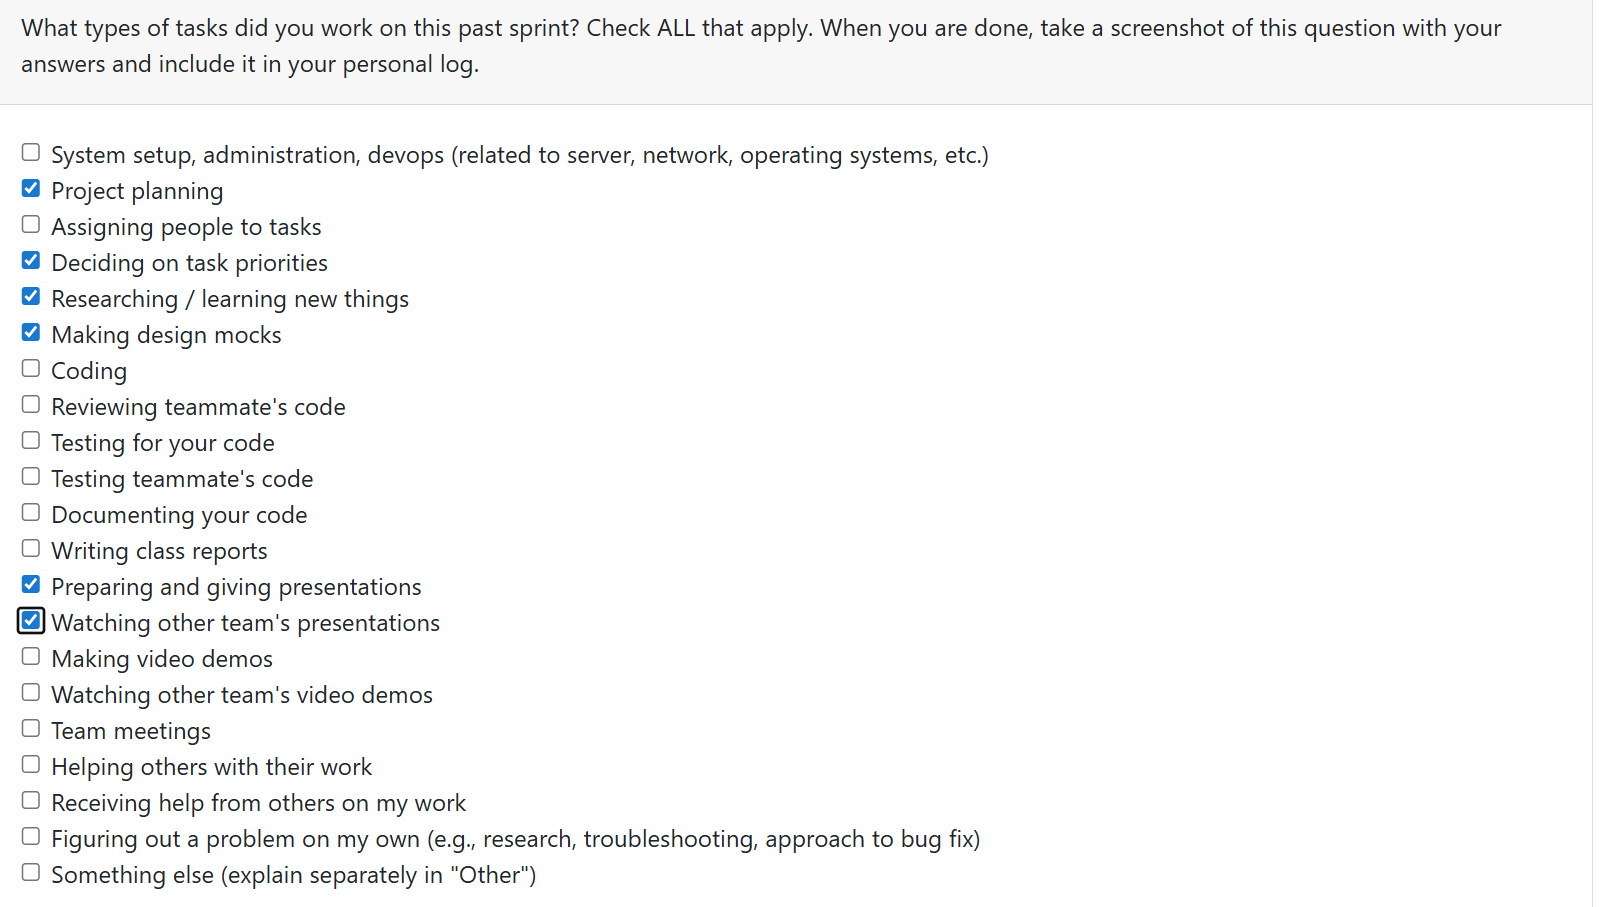 What types of tasks did you work on this past sprint? Check ALL that apply. When you are done, take a screenshot of this question with your
answers and include it in your personal log.
System setup, administration, devops (related to server, network, operating systems, etc.)
Project planning
Assigning people to tasks
Deciding on task priorities
Researching / learning new things
Making design mocks
Coding
Reviewing teammate's code
Testing for your code
Testing teammate's code
Documenting your code
Writing class reports
Preparing and giving presentations
Watching other team's presentations
Making video demos
Watching other team's video demos
Team meetings
Helping others with their work
Receiving help from others on my work
Figuring out a problem on my own (e.g., research, troubleshooting, approach to bug fix)
Something else (explain separately in "Other")